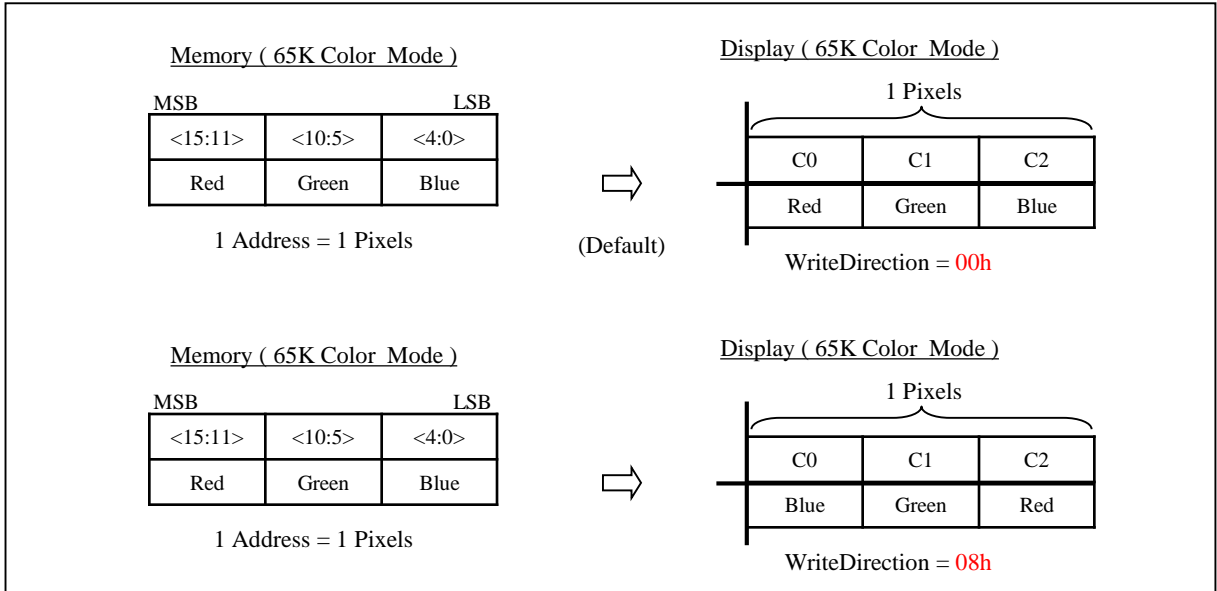 Memory ( 65K Color Mode )
MSB LSB
<15:11> <10:5> <4:0>
Red Green Blue
1 Address = 1 Pixels
(Default)
Display ( 65K Color Mode )
1 Pixels
C0 C1 C2
Red Green Blue
WriteDirection = 00h
Memory ( 65K Color Mode )
MSB LSB
<15:11> <10:5> <4:0>
Red Green Blue
1 Address = 1 Pixels
Display ( 65K Color Mode )
1 Pixels
C0 C1 C2
Blue Green Red
WriteDirection = 08h